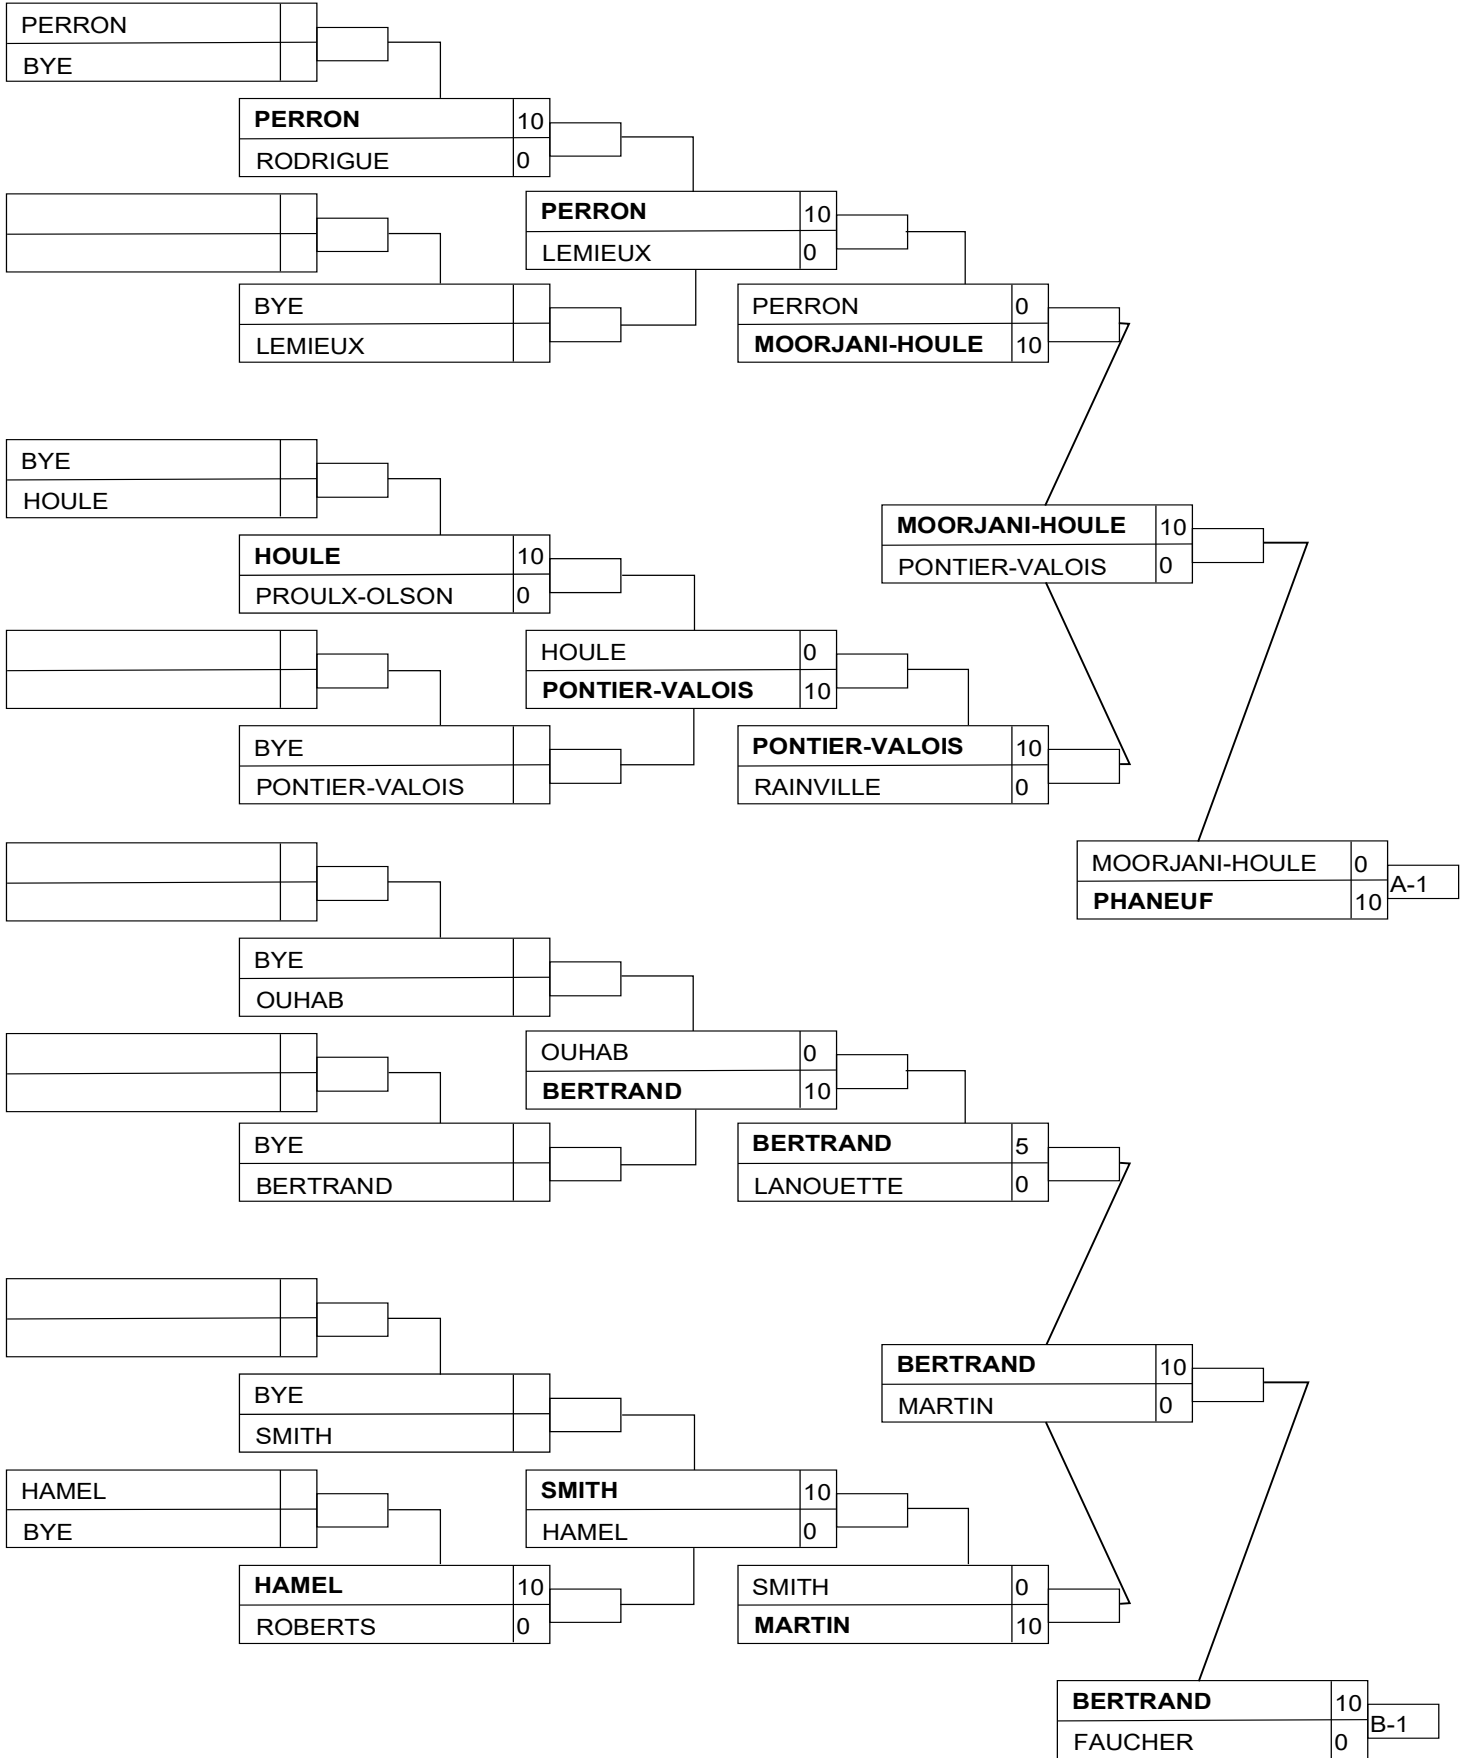 PERRON
BYE
PERRON 10
RODRIGUE 0
PERRON 10
LEMIEUX 0
BYE
LEMIEUX
PERRON 0
MOORJANI-HOULE 10
BYE
HOULE
MOORJANI-HOULE 10
PONTIER-VALOIS 0
HOULE 10
PROULX-OLSON 0
HOULE 0
PONTIER-VALOIS 10
BYE
PONTIER-VALOIS
PONTIER-VALOIS 10
RAINVILLE 0
MOORJANI-HOULE 0
PHANEUF 10
A-1
BYE
OUHAB
OUHAB 0
BERTRAND 10
BYE
BERTRAND
BERTRAND 5
LANOUETTE 0
BERTRAND 10
MARTIN 0
BYE
SMITH
HAMEL
BYE
SMITH 10
HAMEL 0
HAMEL 10
ROBERTS 0
SMITH 0
MARTIN 10
BERTRAND 10
FAUCHER 0
B-1